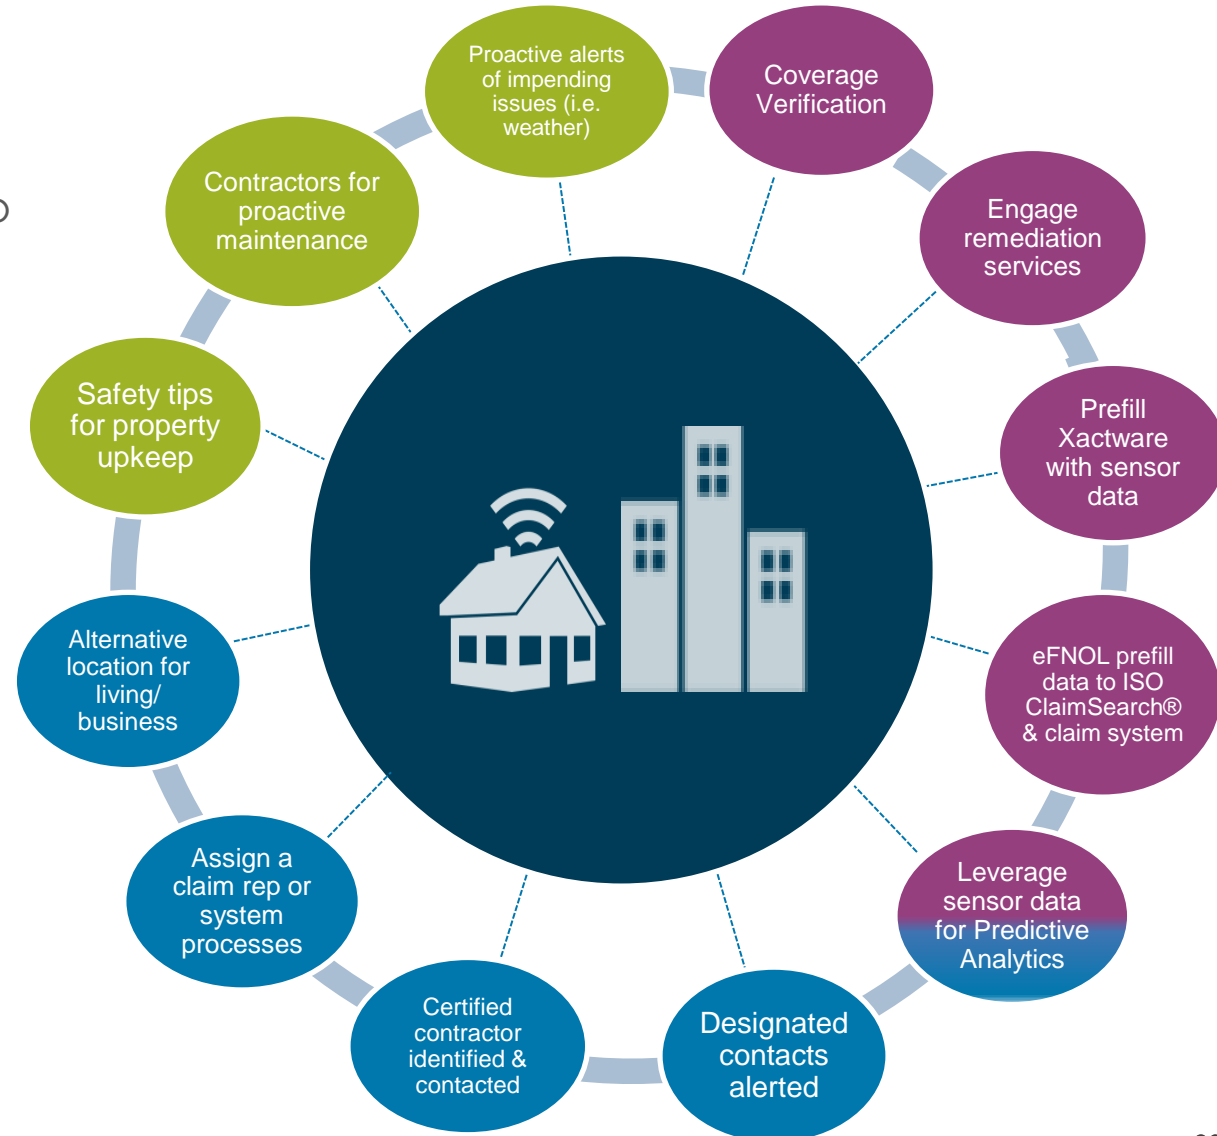 Proactive alerts
of impending
issues (i.e.
weather)
Coverage
Verification
Engage
remediation
services
Prefill
Xactware
with sensor
data
eFNOL prefill
data to ISO
ClaimSearch®
& claim system
Leverage
sensor data
for Predictive
Analytics
Designated
contacts
alerted
Certified
contractor
identified &
contacted
Assign a
claim rep or
system
processes
Alternative
location for
living/
business
Safety tips
for property
upkeep
Contractors for
proactive
maintenance